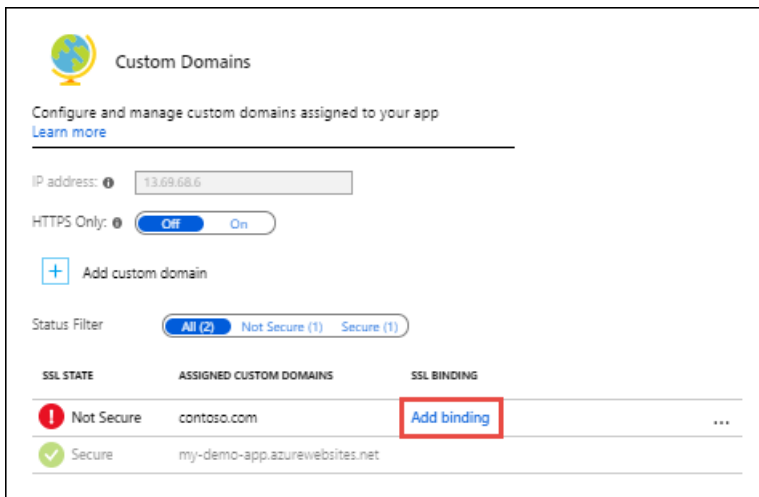 Custom Domains
Configure and manage custom domains assigned to your app
Learn more
IP address: 13.69.68.6
HTTPS Only: Off On
Add custom domain
Status Filter All (2) Not Secure (1) Secure (1)
SSL STATE ASSIGNED CUSTOM DOMAINS SSL BINDING
Not Secure contoso.com Add binding ...
Secure my-demo-app.azurewebsites.net